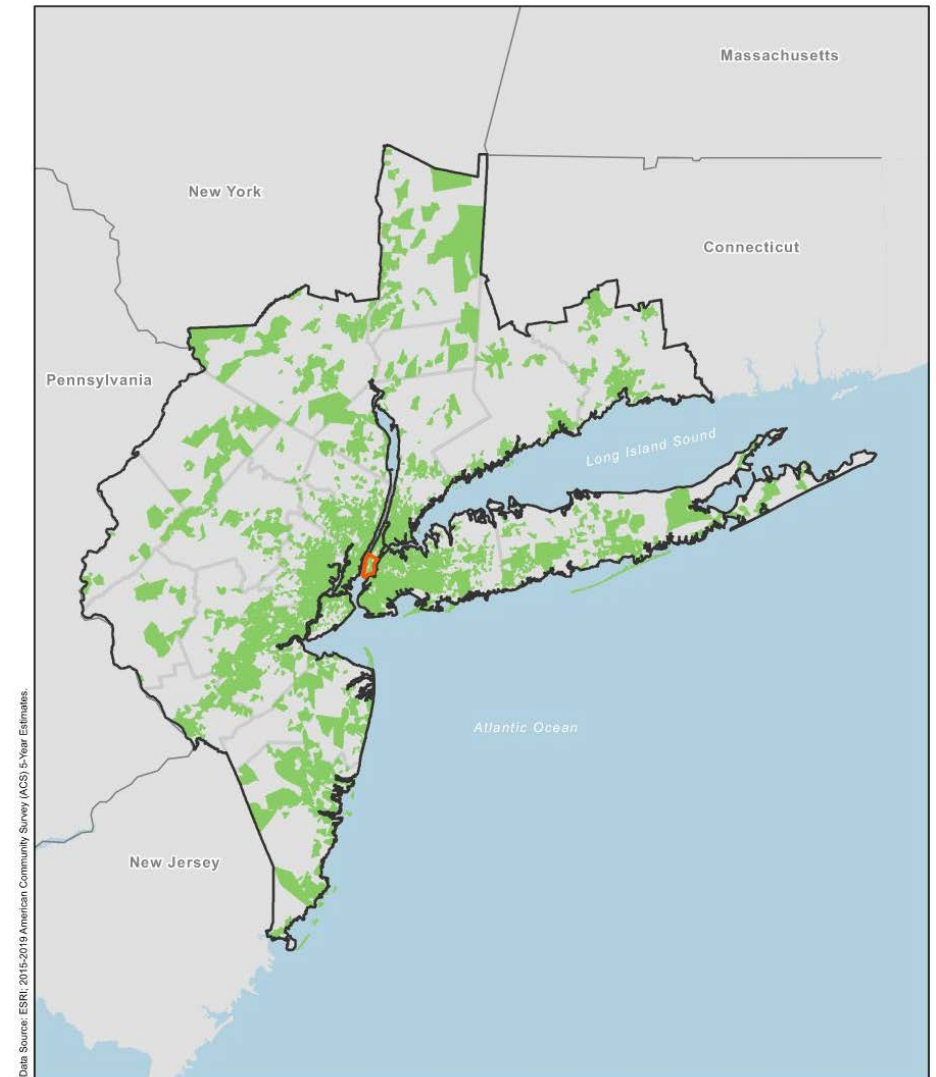 Massachusetts
New York
Connecticut
Pennsylvania
Long Island Sound
Atlantic Ocean
New Jersey
Data Source: ESRI; 2015-2019 American Community Survey (ACS) 5-Year Estimates.